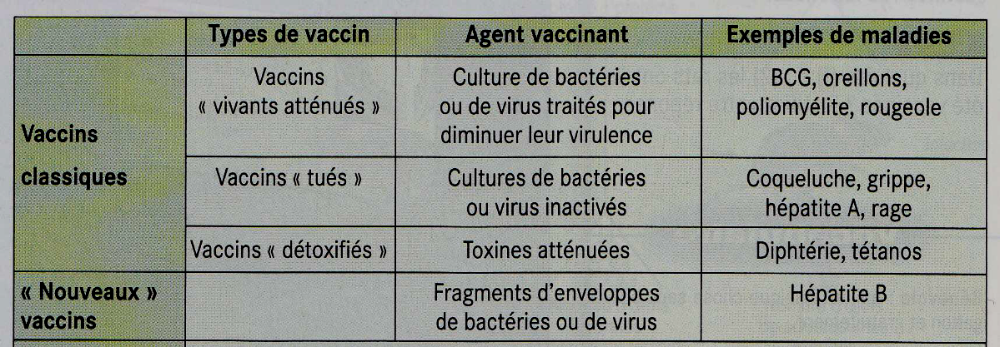 Types de vaccin Agent vaccinant Exemples de maladies
Vaccins Culture de bactéries BCG, oreillons,
« vivants atténués » ou de virus traités pour poliomyélite, rougeole
diminuer leur virulence
Vaccins
classiques
Vaccins « tués » Cultures de bactéries Coqueluche, grippe,
ou virus inactivés hépatite A, rage
Vaccins « détoxifiés » Toxines atténuées Diphtérie, tétanos
« Nouveaux » Fragments d’enveloppes Hépatite B
vaccins de bactéries ou de virus